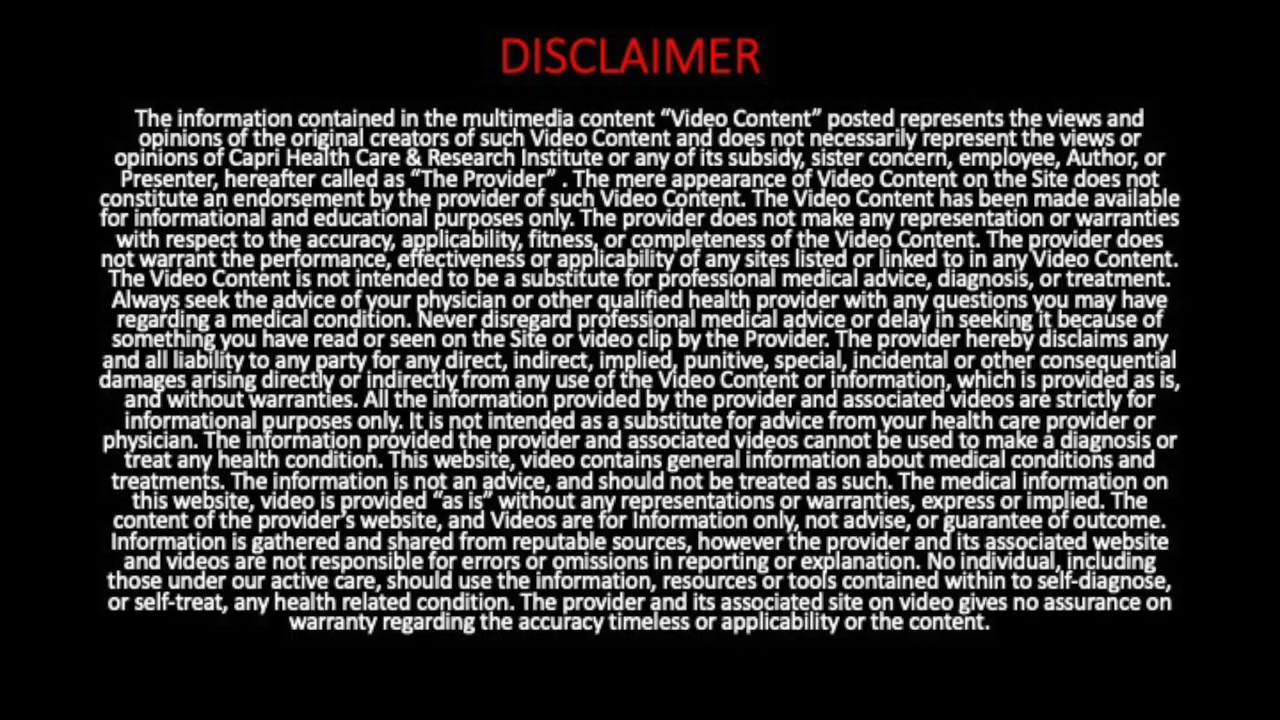 DISCLAIMER
The information contained in the multimedia content “Video Content” posted represents the views and
opinions of the original creators of such Video Content and does not necessarily represent the views or
opinions of Capri Health Care & Research Institute or any of its subsidy, sister concern, employee, Author, or
Presenter, hereafter called as “The Provider” . The mere appearance of Video Content on the Site does not
constitute an endorsement by the provider of such Video Content. The Video Content has been made available
for informational and educational purposes only. The provider does not make any representation or warranties
with respect to the accuracy, applicability, fitness, or completeness of the Video Content. The provider does
not warrant the performance, effectiveness or applicability of any sites listed or linked to in any Video Content.
The Video Content is not intended to be a substitute for professional medical advice, diagnosis, or treatment.
Always seek the advice of your physician or other qualified health provider with any questions you may have
regarding a medical condition. Never disregard professional medical advice or delay in seeking it because of
something you have read or seen on the Site or video clip by the Provider. The provider hereby disclaims any
and all liability to any party for any direct, indirect, implied, punitive, special, incidental or other consequential
damages arising directly or indirectly from any use of the Video Content or information, which is provided as is,
and without warranties. All the information provided by the provider and associated videos are strictly for
informational purposes only. It is not intended as a substitute for advice from your health care provider or
physician. The information provided the provider and associated videos cannot be used to make a diagnosis or
treat any health condition. This website, video contains general information about medical conditions and
treatments. The information is not an advice, and should not be treated as such. The medical information on
this website, video is provided “as is” without any representations or warranties, express or implied. The
content of the provider’s website, and Videos are for Information only, not advise, or guarantee of outcome.
Information is gathered and shared from reputable sources, however the provider and its associated website
and videos are not responsible for errors or omissions in reporting or explanation. No individual, including
those under our active care, should use the information, resources or tools contained within to self-diagnose,
or self-treat, any health related condition. The provider and its associated site on video gives no assurance on
warranty regarding the accuracy timeless or applicability or the content.